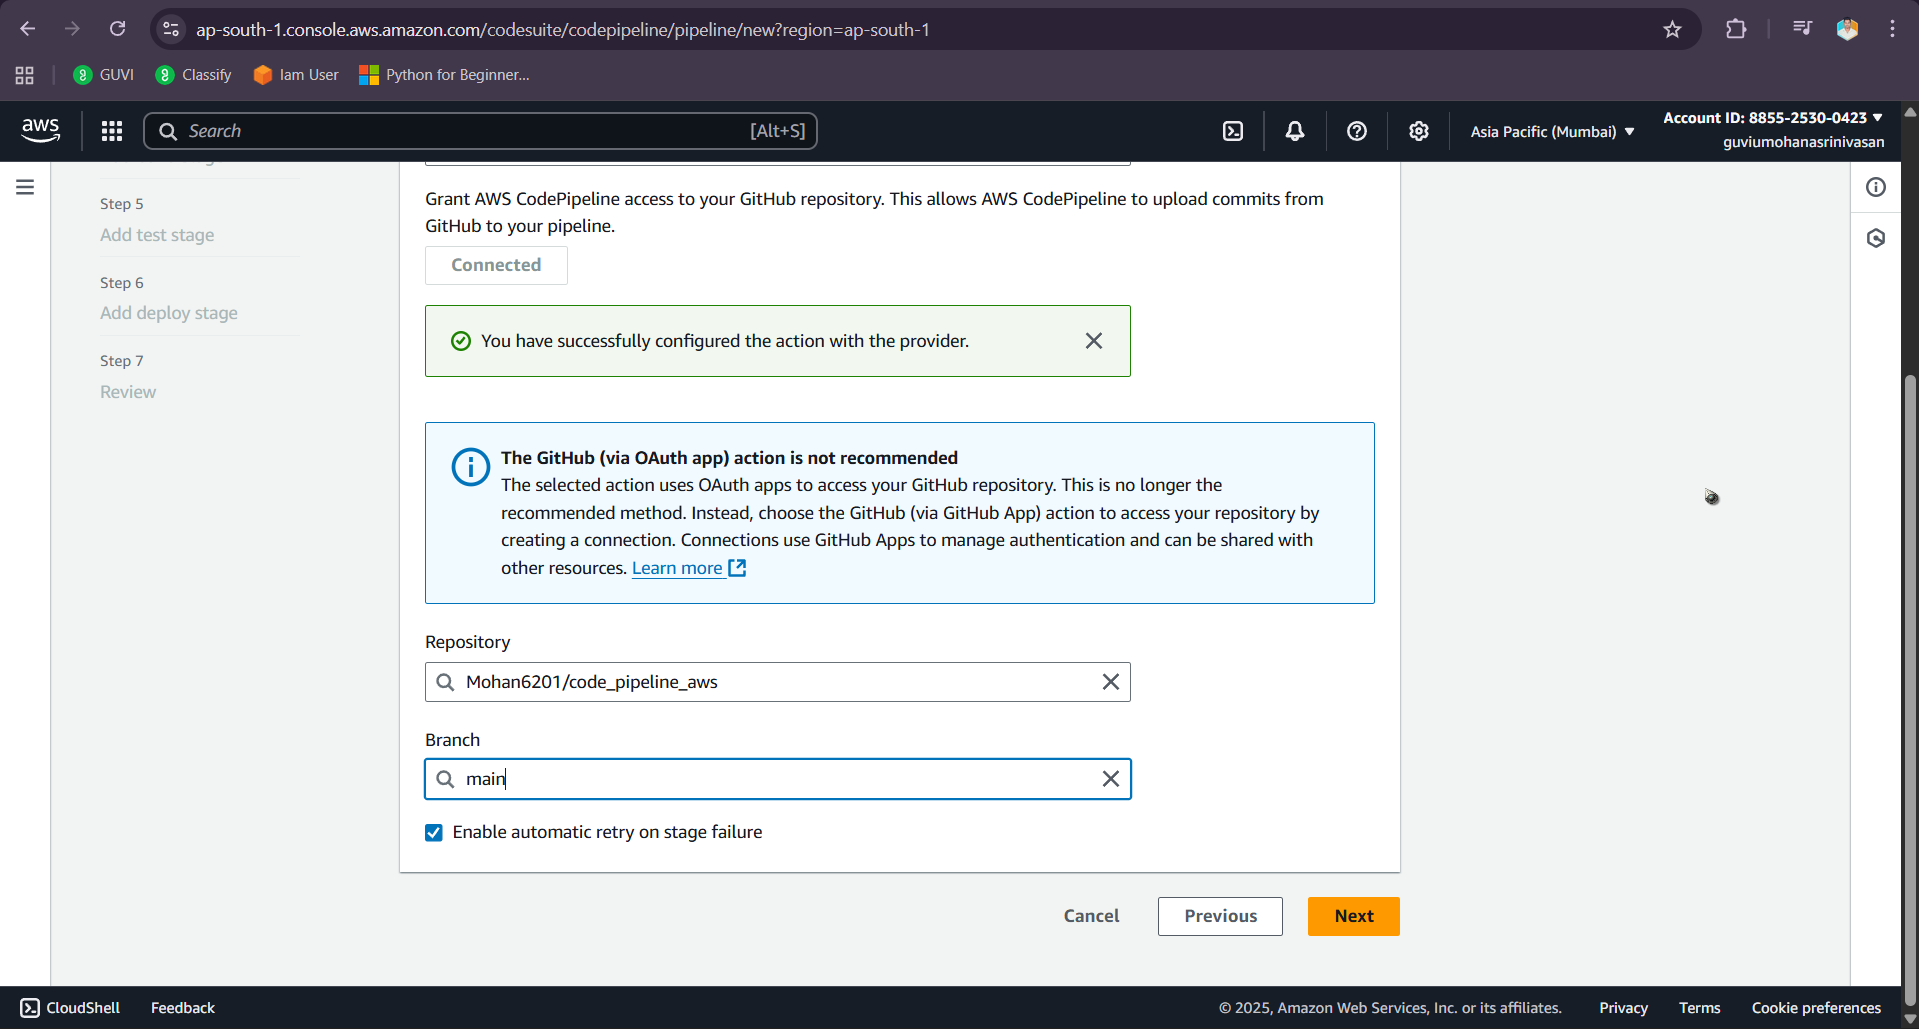 ap-south-1.console.aws.amazon.com/codesuite/codepipeline/pipeline/new?region=ap-south-1
GUVI
Classify
Iam User
Python for Beginner...
aws
Search
[Alt+S]
Asia Pacific (Mumbai) ▼
Account ID: 8855-2530-0423 ▼
guviumohanasrinivasan
Step 5
Add test stage
Step 6
Add deploy stage
Step 7
Review
Grant AWS CodePipeline access to your GitHub repository. This allows AWS CodePipeline to upload commits from
GitHub to your pipeline.
Connected
You have successfully configured the action with the provider.
The GitHub (via OAuth app) action is not recommended
The selected action uses OAuth apps to access your GitHub repository. This is no longer the
recommended method. Instead, choose the GitHub (via GitHub App) action to access your repository by
creating a connection. Connections use GitHub Apps to manage authentication and can be shared with
other resources. Learn more
Repository
Mohan6201/code_pipeline_aws
Branch
main
Enable automatic retry on stage failure
Cancel
Previous
Next
CloudShell
Feedback
© 2025, Amazon Web Services, Inc. or its affiliates.
Privacy
Terms
Cookie preferences